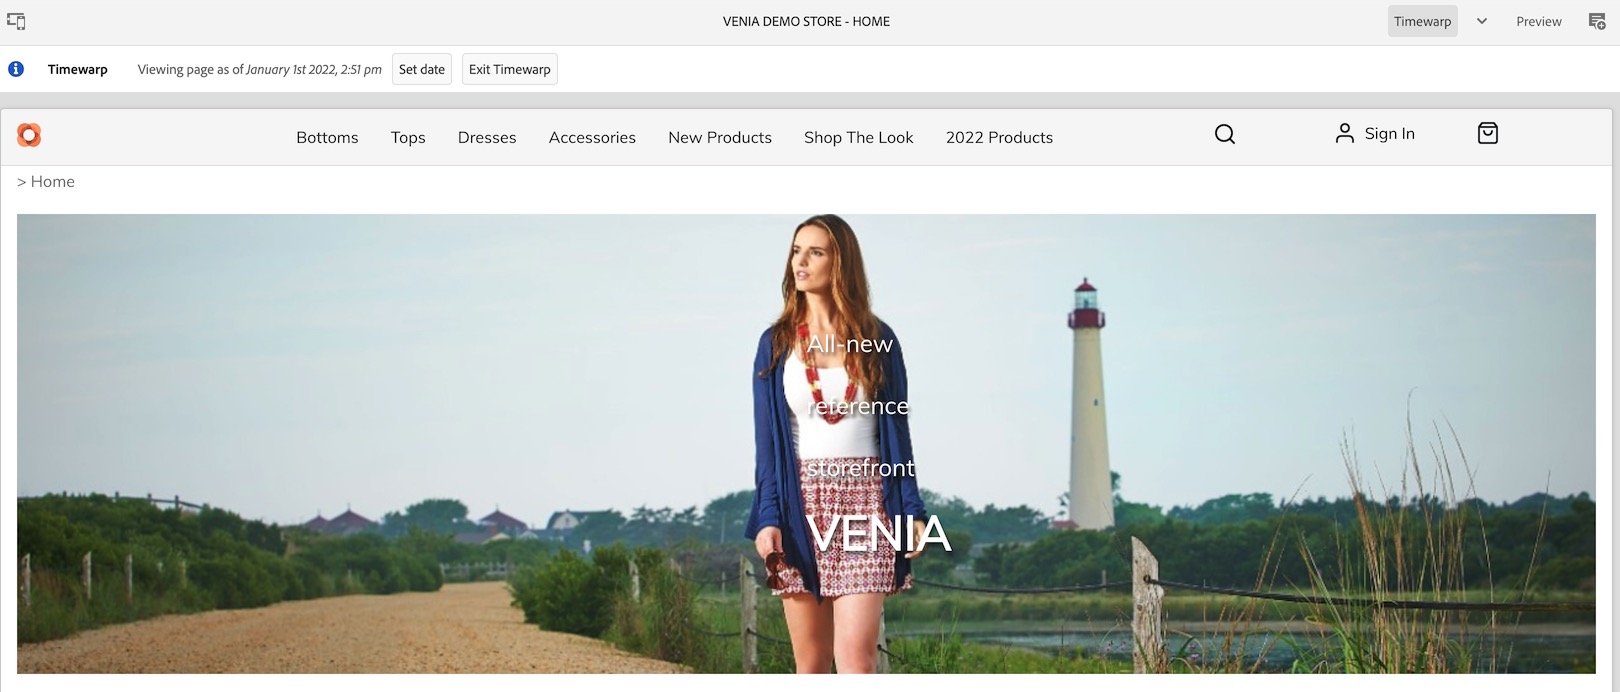 VENIA DEMO STORE - HOME
Timewarp
Preview
Timewarp
Viewing page as of January 1st 2022, 2:51 pm
Set date
Exit Timewarp
Bottoms
Tops
Dresses
Accessories
New Products
Shop The Look
2022 Products
Sign In
> Home
All-new
reference
storefront
VENIA